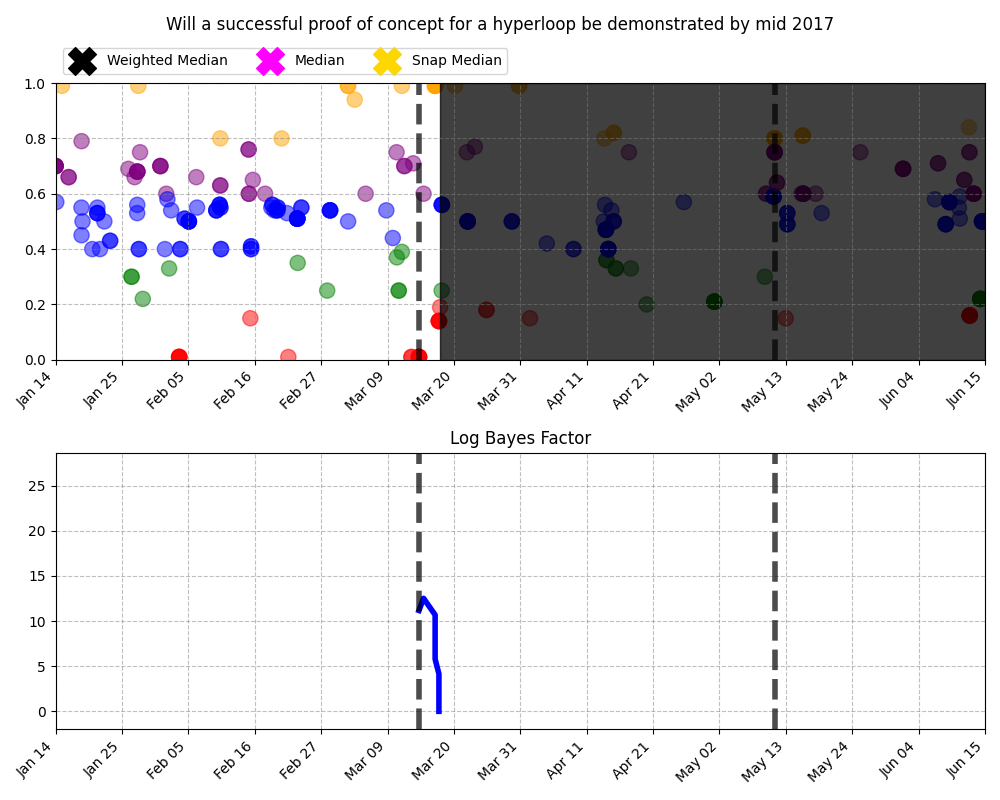 Will a successful proof of concept for a hyperloop be demonstrated by mid 2017
Weighted Median Median Snap Median
1.0
0.8
0.6
0.4
0.2
0.0
Jan 14 Jan 25 Feb 05 Feb 16 Feb 27 Mar 09 Mar 20 Mar 31 Apr 11 Apr 21 May 02 May 13 May 24 Jun 04 Jun 15
Log Bayes Factor
25
20
15
10
5
0
Jan 14 Jan 25 Feb 05 Feb 16 Feb 27 Mar 09 Mar 20 Mar 31 Apr 11 Apr 21 May 02 May 13 May 24 Jun 04 Jun 15